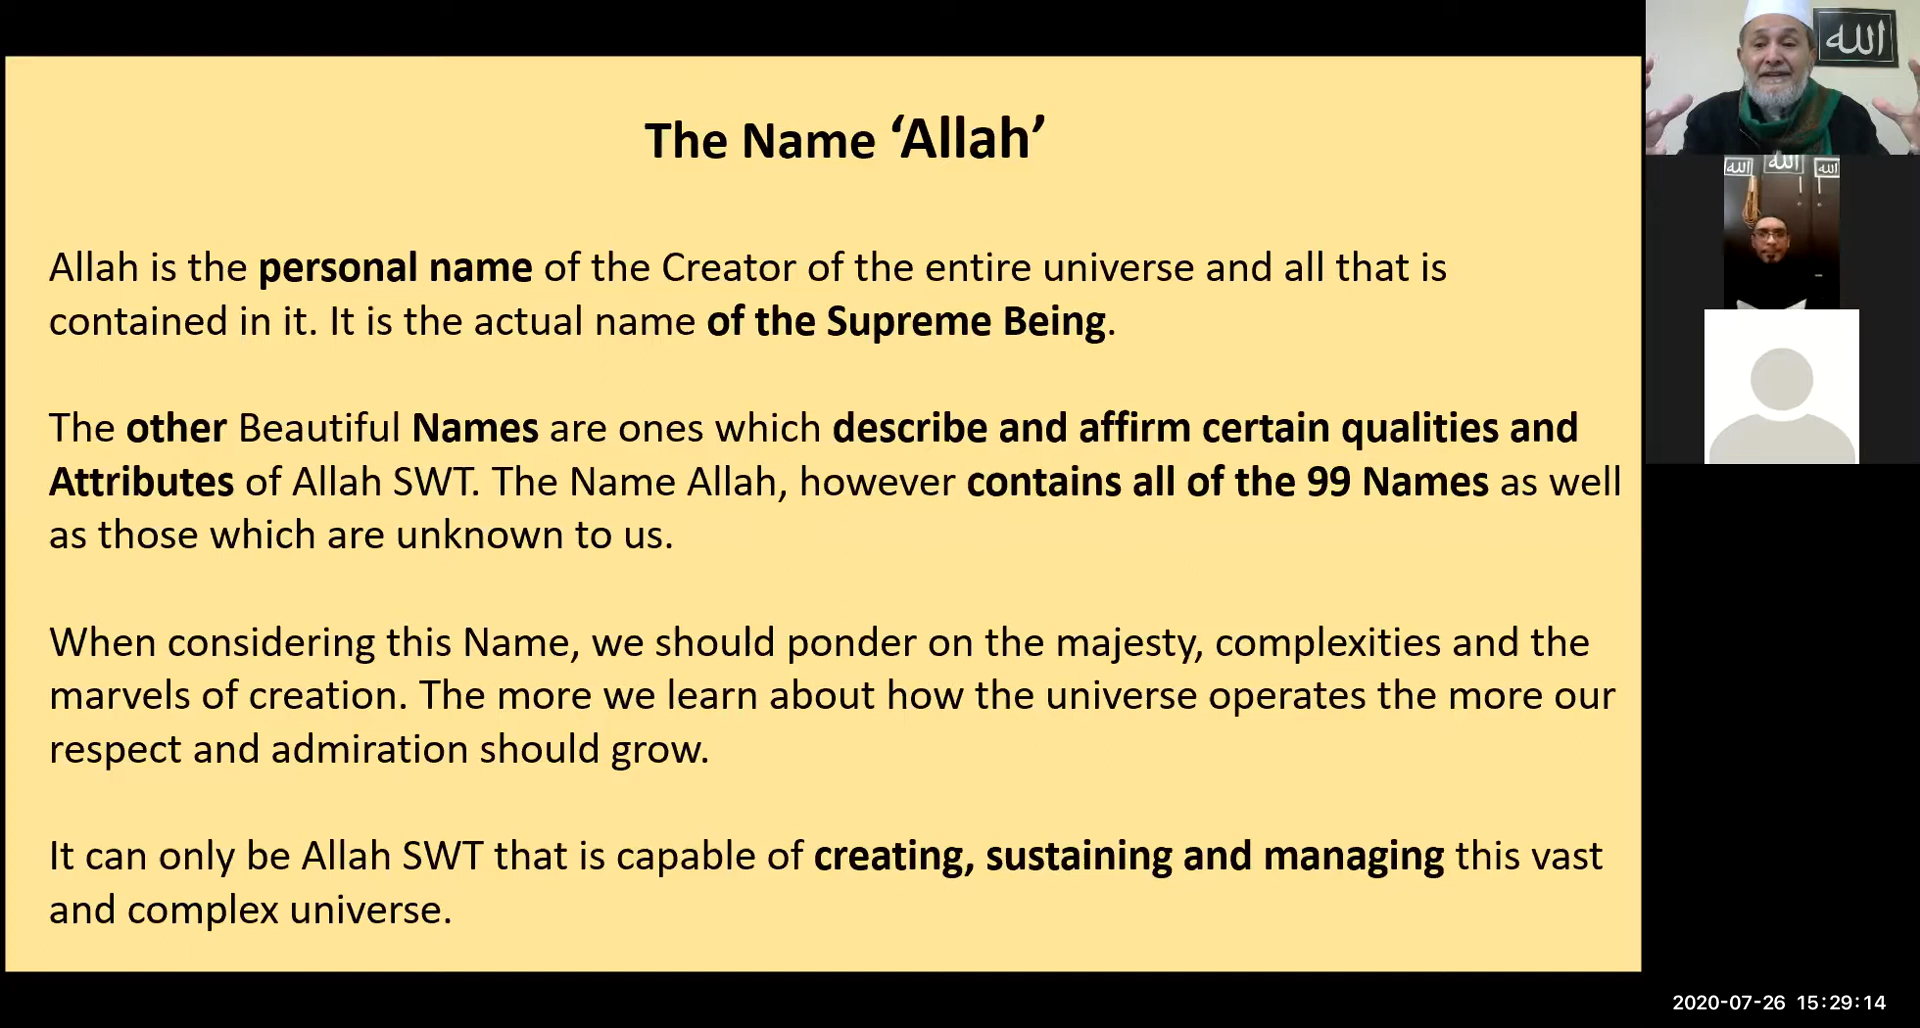 The Name ‘Allah’
Allah is the personal name of the Creator of the entire universe and all that is
contained in it. It is the actual name of the Supreme Being.
The other Beautiful Names are ones which describe and affirm certain qualities and
Attributes of Allah SWT. The Name Allah, however contains all of the 99 Names as well
as those which are unknown to us.
When considering this Name, we should ponder on the majesty, complexities and the
marvels of creation. The more we learn about how the universe operates the more our
respect and admiration should grow.
It can only be Allah SWT that is capable of creating, sustaining and managing this vast
and complex universe.
الله
الله
الله
الله
2020-07-26 15:29:14